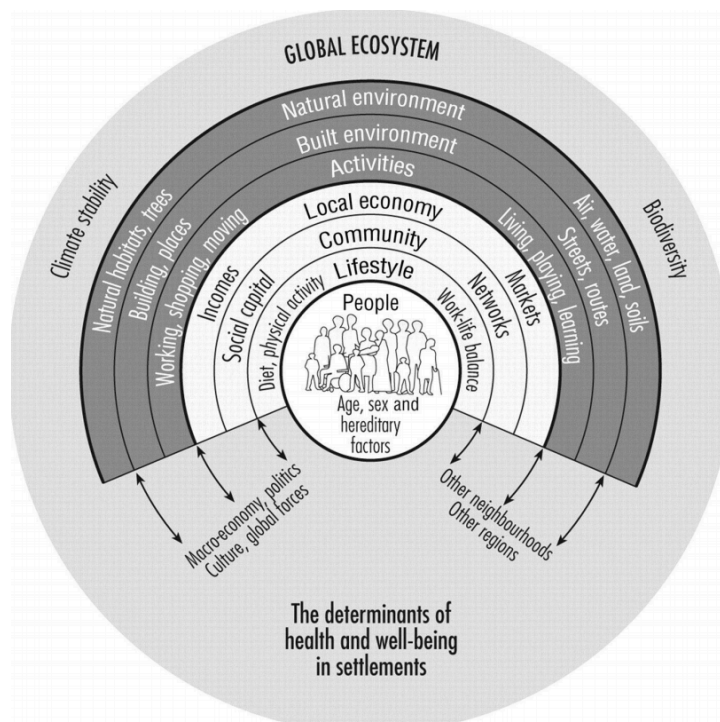 GLOBAL ECOSYSTEM
Natural environment
Built environment
Activities
Local economy
Community
Lifestyle
People
Age, sex and
hereditary
factors
Climate stability
Natural habitats, trees
Building, places
Working, shopping, moving
Incomes
Social capital
Diet, physical activity
Work-life balance
Networks
Markets
Living, playing, learning
Streets, routes
Air, water, land, soils
Biodiversity
Macro-economy, politics
Culture, global forces
Other neighbourhoods
Other regions
The determinants of
health and well-being
in settlements